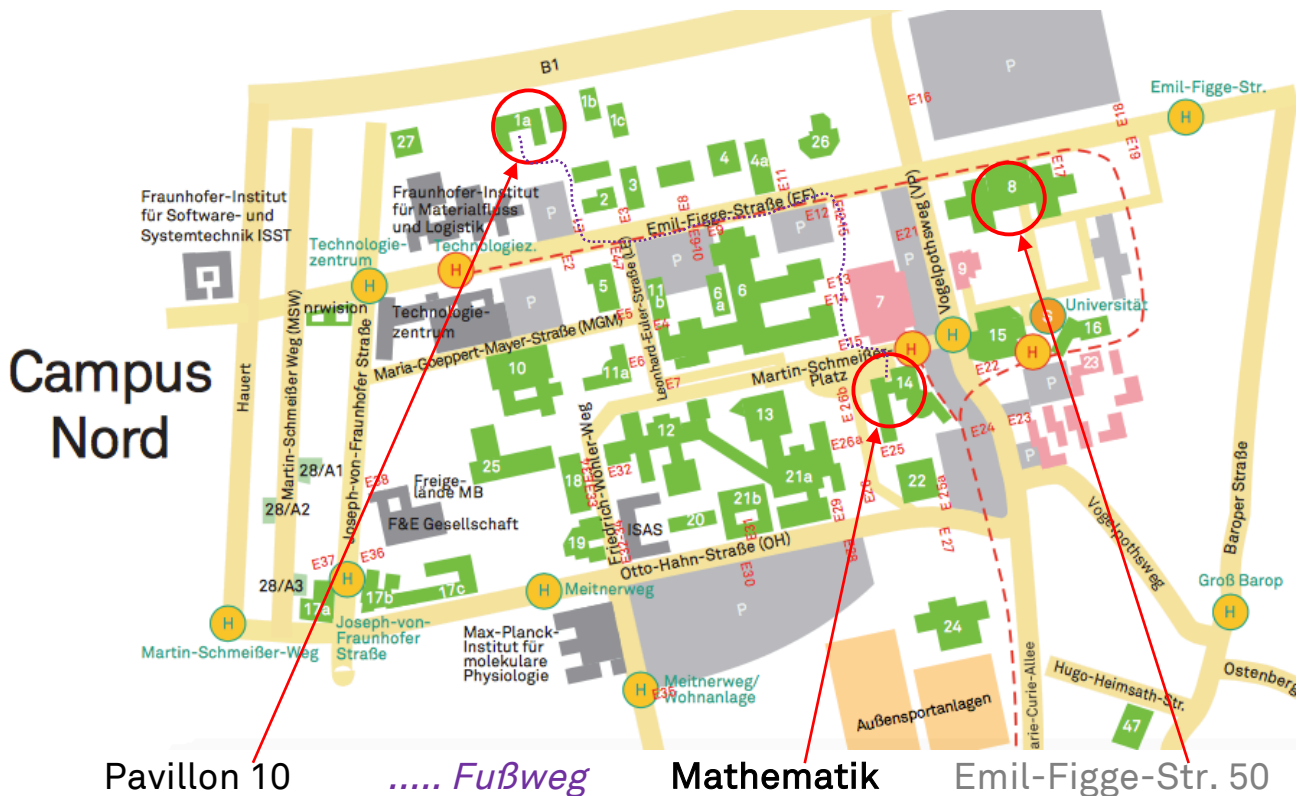 B1
P
Emil-Figge-Str.
H
E16
E18
E19
E17
1a
1b
1c
27
26
4
4a
E11
8
3
2
E8
E3
Fraunhofer-Institut
für Software- und
Systemtechnik ISST
Fraunhofer-Institut
für Materialfluss
und Logistik
P
Emil-Figge-Straße (EF)
Vogelpothsweg (VP)
E12
E9
E21
P
Technologie-
zentrum
Technologiez.
H
H
E2
P
P
9
5
11
b
6
a
6
E13
E14
7
Universität
S
nrwision
Technologie-
zentrum
P
E5
E4
Leonhard-Euler-Straße (LE)
E15
H
H
15
16
H
E22
Maria-Goeppert-Mayer-Straße (MGM)
Martin-Schmeißer-
Platz
E6
E7
10
11a
14
P
23
Campus
Nord
Hauert
Martin-Schmeißer Weg (MSW)
Joseph-von-Fraunhofer Straße
13
12
E26b
E26a
E25
E24
E23
P
Friedrich-Wöhler-Weg
E32
25
18
21a
22
28/A1
E38
Freige-
lände MB
28/A2
F&E Gesellschaft
E33
ISAS
20
21b
E31
E29
E25a
19
Otto-Hahn-Straße (OH)
E28
E27
E30
Vogelpothsweg
Baroper Straße
E37
E36
28/A3
17a
H
17b
17c
H
Meitnerweg
P
Groß Barop
H
H
Martin-Schmeißer-Weg
Joseph-von-
Fraunhofer
Straße
Max-Planck-
Institut für
molekulare
Physiologie
24
H
E35
Meitnerweg/
Wohnanlage
Außensportanlagen
arie-Curie-Allee
Hugo-Heimsath-Str.
Ostenberg
47
Pavillon 10
..... Fußweg
Mathematik
Emil-Figge-Str. 50